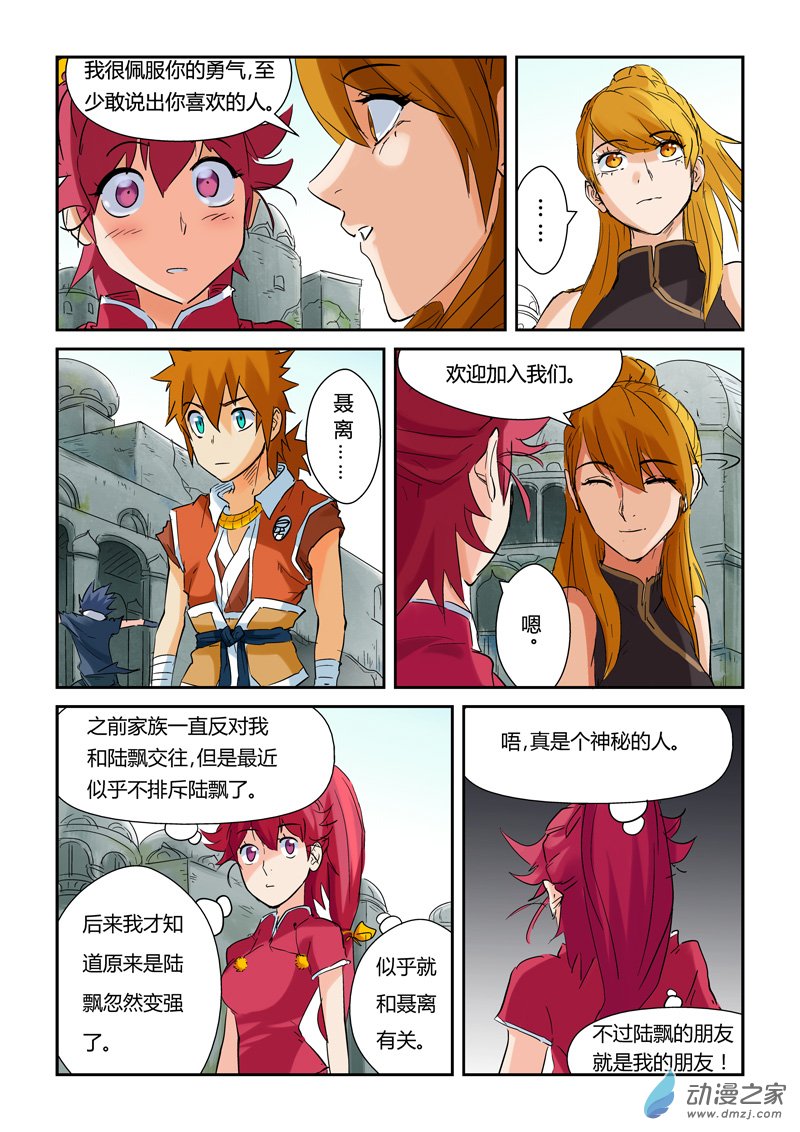 我很佩服你的勇气，至
少敢说出你喜欢的人。
……
聂
离
……
欢迎加入我们。
嗯。
之前家族一直反对我
和陆飘交往，但是最近
似乎不排斥陆飘了。
后来我才知
道原来是陆
飘忽然变强
了。
似乎就
和聂离
有关。
唔，真是个神秘的人。
不过陆飘的朋友
就是我的朋友！
动漫之家
www.dmzj.com